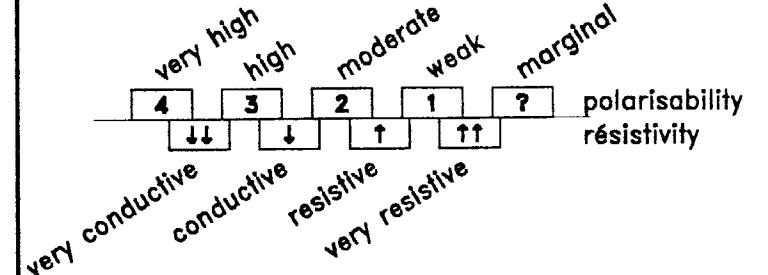 very high
high
moderate
weak
marginal
4 3 2 1 ? polarisability
↓↓ ↓ ↑ ↑↑ résistivity
very conductive
conductive
resistive
very resistive